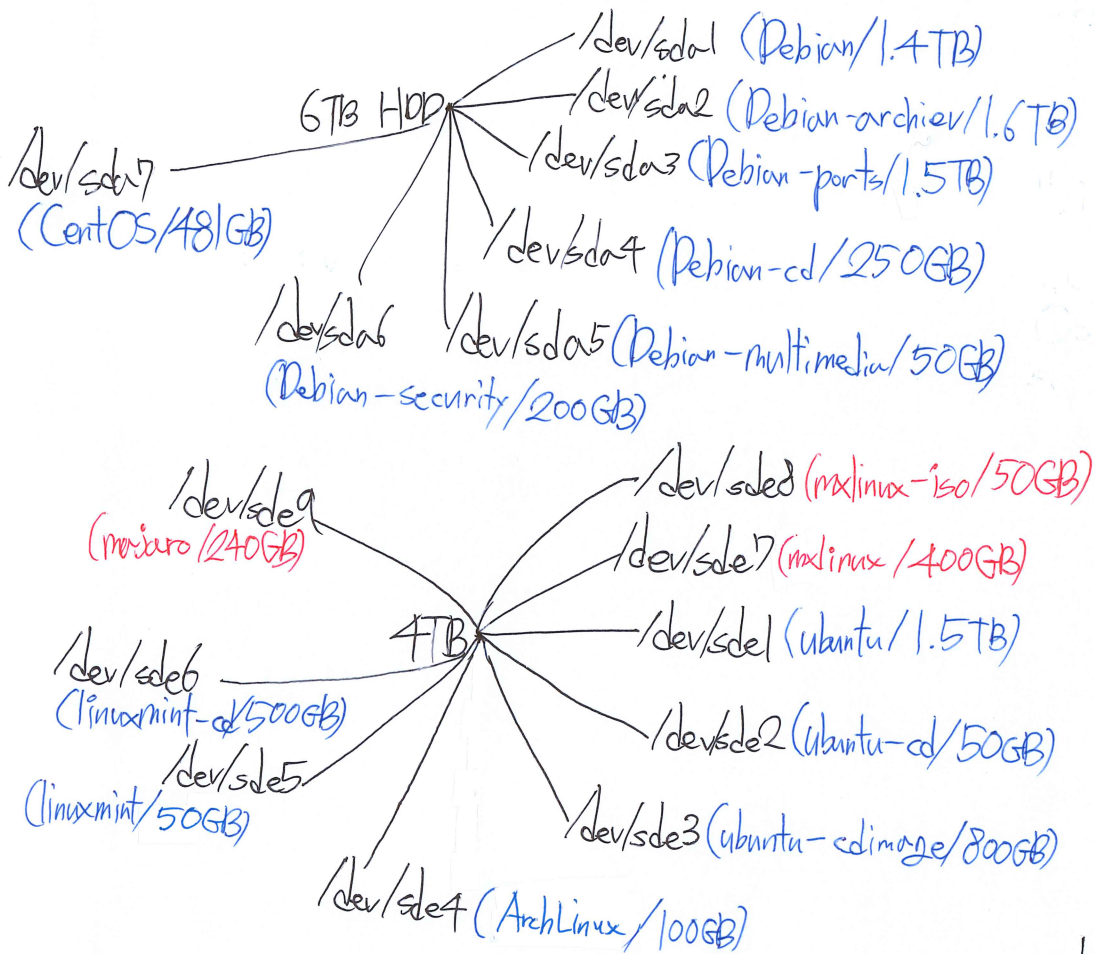 /dev/sda1 (Debian/1.4TB)
6TB HDD
/dev/sda2 (Debian-archiev/1.6TB)
/dev/sda3 (Debian-ports/1.5TB)
/dev/sda7
(CentOS/481GB)
/dev/sda4 (Debian-cd/250GB)
/dev/sda6
/dev/sda5 (Debian-multimedia/50GB)
(Debian-security/200GB)
/dev/sde9
(manjaro/240GB)
/dev/sde8 (mxlinux-iso/50GB)
/dev/sde7 (mxlinux/400GB)
4TB
/dev/sde1 (ubuntu/1.5TB)
/dev/sde6
(linuxmint-cd/500GB)
/dev/sde2 (ubuntu-cd/50GB)
/dev/sde5
(linuxmint/50GB)
/dev/sde3 (ubuntu-cdimage/800GB)
/dev/sde4 (ArchLinux/100GB)